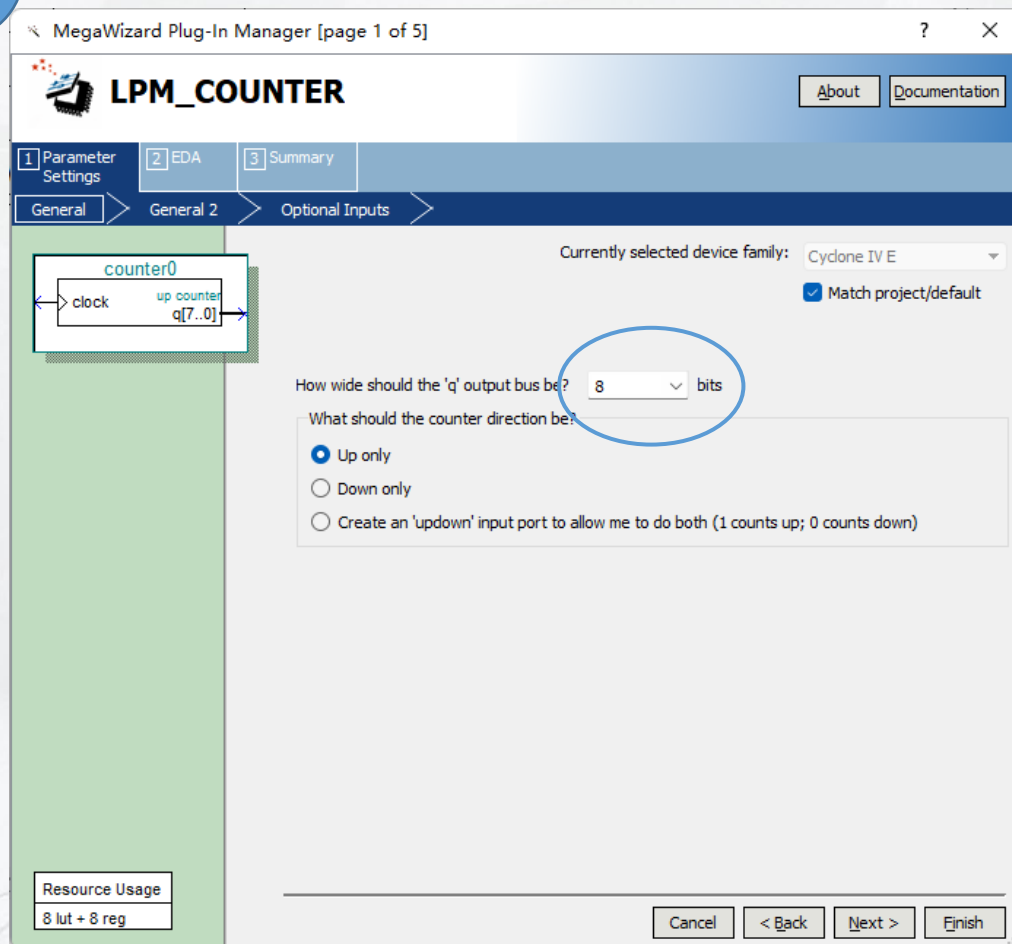 MegaWizard Plug-In Manager [page 1 of 5]
?
LPM_COUNTER
About
Documentation
1 Parameter Settings
2 EDA
3 Summary
General
General 2
Optional Inputs
counter0
clock
up counter
q[7..0]
Currently selected device family:
Cyclone IV E
Match project/default
How wide should the 'q' output bus be? 8 bits
What should the counter direction be?
Up only
Down only
Create an 'updown' input port to allow me to do both (1 counts up; 0 counts down)
Resource Usage
8 lut + 8 reg
Cancel
< Back
Next >
Finish